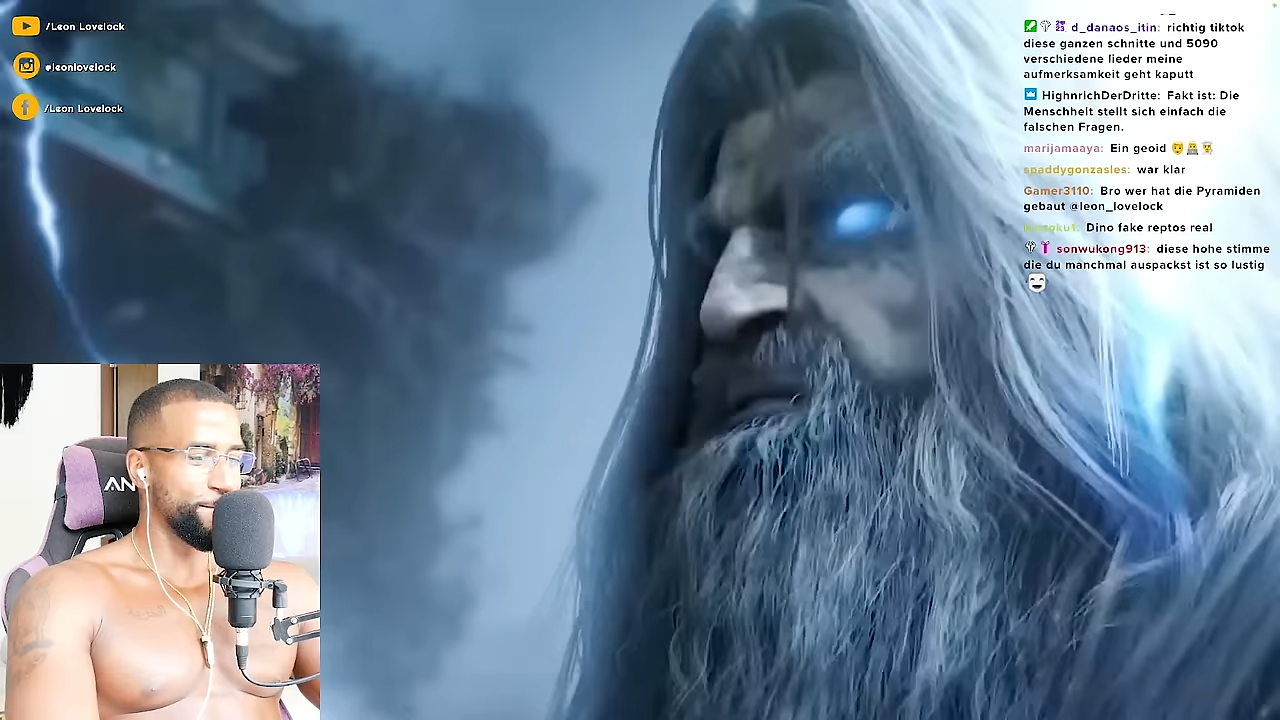 /Leon Lovelock
@leonlovelock
/Leon Lovelock
d_danaos_itin: richtig tiktok
diese ganzen schnitte und 5090
verschiedene lieder meine
aufmerksamkeit geht kaputt
HighnrichDerDritte: Fakt ist: Die
Menschheit stellt sich einfach die
falschen Fragen.
marijamaaya: Ein geoid
spaddygonzasles: war klar
Gamer3110: Bro wer hat die Pyramiden
gebaut @leon_lovelock
Dino fake reptos real
sonwukong913: diese hohe stimme
die du manchmal auspackst ist so lustig
AN